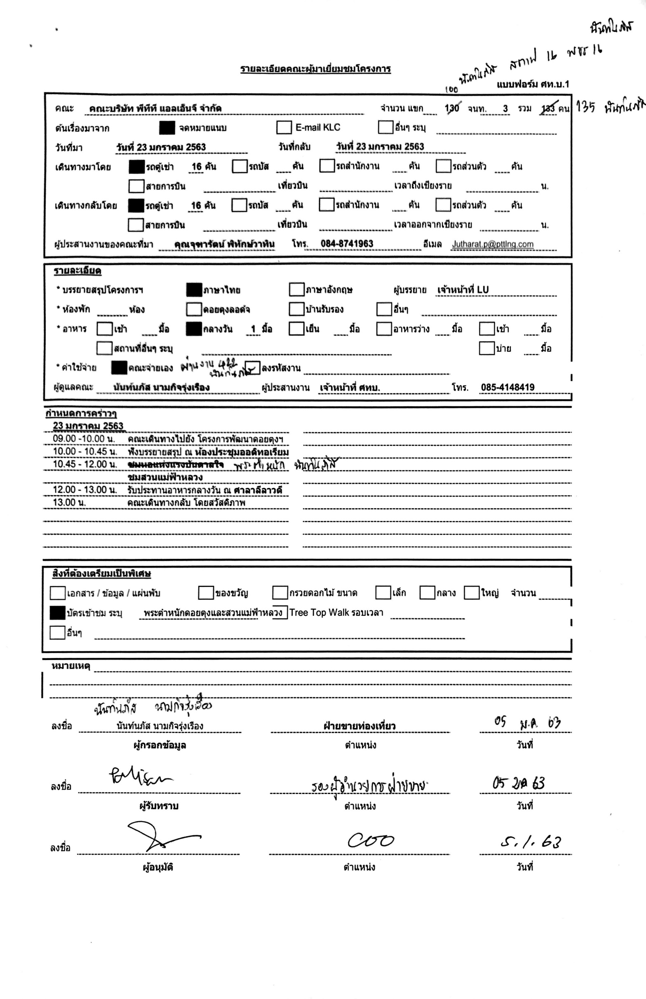 นันท์นภัส
100 นันท์นภัส สตาฟ 16 พขร 16
รายละเอียดคณะผู้มาเยี่ยมชมโครงการ
แบบฟอร์ม ศท.บ.1
คณะ คณะบริษัท พีทีที แอลเอ็นจี จำกัด จำนวน แขก 130 จนท. 3 รวม 133 คน 135 นันท์นภัส
ต้นเรื่องมาจาก จดหมายแนบ E-mail KLC อื่นๆ ระบุ
วันที่มา วันที่ 23 มกราคม 2563 วันที่กลับ วันที่ 23 มกราคม 2563
เดินทางมาโดย รถตู้เช่า 16 คัน รถบัส คัน รถสำนักงาน คัน รถส่วนตัว คัน
สายการบิน เที่ยวบิน เวลาถึงเชียงราย น.
เดินทางกลับโดย รถตู้เช่า 16 คัน รถบัส คัน รถสำนักงาน คัน รถส่วนตัว คัน
สายการบิน เที่ยวบิน เวลาออกจากเชียงราย น.
ผู้ประสานงานของคณะที่มา คุณจุฑารัตน์ พิทักษ์วาทิน โทร. 084-8741963 อีเมล Jutharat.p@pttlng.com
รายละเอียด
* บรรยายสรุปโครงการฯ ภาษาไทย ภาษาอังกฤษ ผู้บรรยาย เจ้าหน้าที่ LU
* ห้องพัก ห้อง ดอยตุงลอดจ์ บ้านรับรอง อื่นๆ
* อาหาร เช้า มื้อ กลางวัน 1 มื้อ เย็น มื้อ อาหารว่าง มื้อ เช้า มื้อ
สถานที่อื่นๆ ระบุ บ่าย มื้อ
* ค่าใช้จ่าย คณะจ่ายเอง ผ่านงาน 422 นันท์นภัส ลงรหัสงาน
ผู้ดูแลคณะ นันท์นภัส นามกิจรุ่งเรือง ผู้ประสานงาน เจ้าหน้าที่ ศทบ. โทร. 085-4148419
กำหนดการคร่าวๆ
23 มกราคม 2563
09.00 -10.00 น. คณะเดินทางไปยัง โครงการพัฒนาดอยตุงฯ
10.00 - 10.45 น. ฟังบรรยายสรุป ณ ห้องประชุมออดิทอเรียม
10.45 - 12.00 น. ชมหอแห่งแรงบันดาลใจ พระตำหนัก นันท์นภัส
ชมสวนแม่ฟ้าหลวง
12.00 - 13.00 น. รับประทานอาหารกลางวัน ณ ศาลาลีลาวดี
13.00 น. คณะเดินทางกลับ โดยสวัสดิภาพ
สิ่งที่ต้องเตรียมเป็นพิเศษ
เอกสาร / ข้อมูล / แผ่นพับ ของขวัญ กรวยดอกไม้ ขนาด เล็ก กลาง ใหญ่ จำนวน
บัตรเข้าชม ระบุ พระตำหนักดอยตุงและสวนแม่ฟ้าหลวง Tree Top Walk รอบเวลา
อื่นๆ
หมายเหตุ
นันท์นภัส นามกิจรุ่งเรือง
ลงชื่อ นันท์นภัส นามกิจรุ่งเรือง ฝ่ายขายท่องเที่ยว 05 ม.ค. 63
ผู้กรอกข้อมูล ตำแหน่ง วันที่
ลงชื่อ รองผู้อำนวยการฝ่ายขาย 05 มค 63
ผู้รับทราบ ตำแหน่ง วันที่
ลงชื่อ COO 5.1.63
ผู้อนุมัติ ตำแหน่ง วันที่